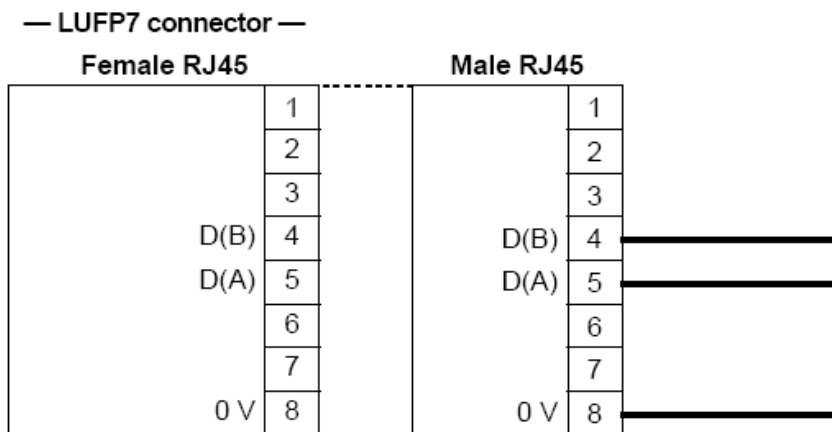 — LUFP7 connector —
Female RJ45 Male RJ45
1 1
2 2
3 3
D(B) 4 D(B) 4
D(A) 5 D(A) 5
6 6
7 7
0 V 8 0 V 8